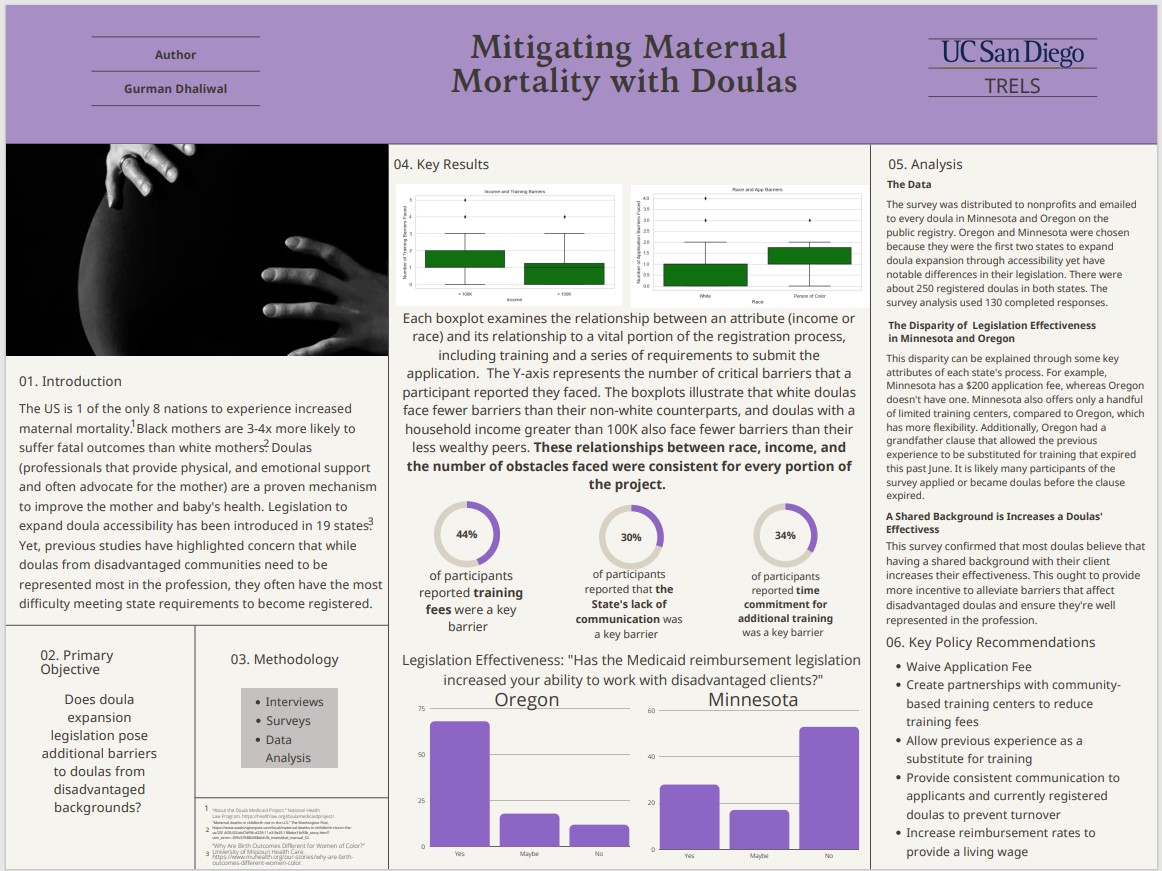 Author
Gurman Dhaliwal
Mitigating Maternal
Mortality with Doulas
UC San Diego
TRELS
01. Introduction
The US is 1 of the only 8 nations to experience increased
maternal mortality.1 Black mothers are 3-4x more likely to
suffer fatal outcomes than white mothers.2 Doulas
(professionals that provide physical, and emotional support
and often advocate for the mother) are a proven mechanism
to improve the mother and baby's health. Legislation to
expand doula accessibility has been introduced in 19 states.3
Yet, previous studies have highlighted concern that while
doulas from disadvantaged communities need to be
represented most in the profession, they often have the most
difficulty meeting state requirements to become registered.
02. Primary
Objective
Does doula
expansion
legislation pose
additional barriers
to doulas from
disadvantaged
backgrounds?
03. Methodology
• Interviews
• Surveys
• Data
Analysis
1 "About the Doula Medicaid Project." National Health
Law Program, https://healthlaw.org/doulamedicaidproject/.
"Maternal deaths in childbirth rise in the U.S." The Washington Post,
2
3 "Why Are Birth Outcomes Different for Women of Color?"
University of Missouri Health Care,
https://www.muhealth.org/our-stories/why-are-birth-
outcomes-different-women-color.
04. Key Results
Income and Training Barriers
Number of Training Barriers Faced
5
4
3
2
1
0
< 100K
> 100K
Income
Race and App Barriers
Number of Application Barriers Faced
4.0
3.5
3.0
2.5
2.0
1.5
1.0
0.5
0.0
White
Person of Color
Race
Each boxplot examines the relationship between an attribute (income or
race) and its relationship to a vital portion of the registration process,
including training and a series of requirements to submit the
application. The Y-axis represents the number of critical barriers that a
participant reported they faced. The boxplots illustrate that white doulas
face fewer barriers than their non-white counterparts, and doulas with a
household income greater than 100K also face fewer barriers than their
less wealthy peers. These relationships between race, income, and
the number of obstacles faced were consistent for every portion of
the project.
44%
of participants
reported training
fees were a key
barrier
30%
of participants
reported that the
State's lack of
communication was
a key barrier
34%
of participants
reported time
commitment for
additional training
was a key barrier
Legislation Effectiveness: "Has the Medicaid reimbursement legislation
increased your ability to work with disadvantaged clients?"
Oregon
75
50
25
0
Yes
Maybe
No
Minnesota
60
40
20
0
Yes
Maybe
No
05. Analysis
The Data
The survey was distributed to nonprofits and emailed
to every doula in Minnesota and Oregon on the
public registry. Oregon and Minnesota were chosen
because they were the first two states to expand
doula expansion through accessibility yet have
notable differences in their legislation. There were
about 250 registered doulas in both states. The
survey analysis used 130 completed responses.
The Disparity of Legislation Effectiveness
in Minnesota and Oregon
This disparity can be explained through some key
attributes of each state's process. For example,
Minnesota has a $200 application fee, whereas Oregon
doesn't have one. Minnesota also offers only a handful
of limited training centers, compared to Oregon, which
has more flexibility. Additionally, Oregon had a
grandfather clause that allowed the previous
experience to be substituted for training that expired
this past June. It is likely many participants of the
survey applied or became doulas before the clause
expired.
A Shared Background is Increases a Doulas'
Effectivess
This survey confirmed that most doulas believe that
having a shared background with their client
increases their effectiveness. This ought to provide
more incentive to alleviate barriers that affect
disadvantaged doulas and ensure they're well
represented in the profession.
06. Key Policy Recommendations
• Waive Application Fee
• Create partnerships with community-
based training centers to reduce
training fees
• Allow previous experience as a
substitute for training
• Provide consistent communication to
applicants and currently registered
doulas to prevent turnover
• Increase reimbursement rates to
provide a living wage